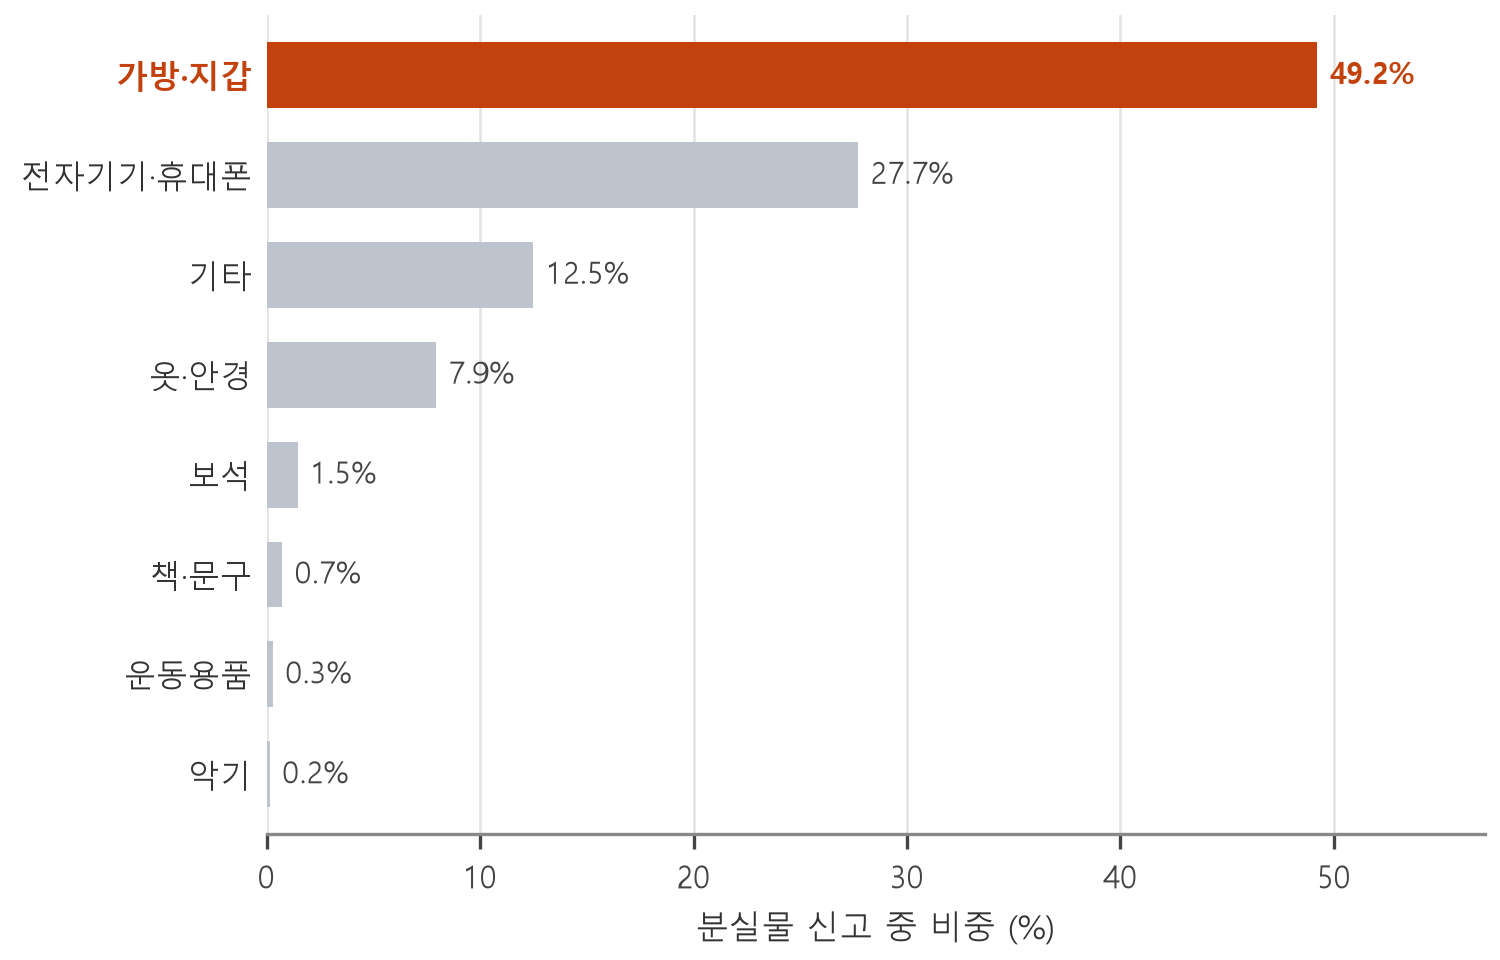 가방·지갑 49.2%
전자기기·휴대폰 27.7%
기타 12.5%
옷·안경 7.9%
보석 1.5%
책·문구 0.7%
운동용품 0.3%
악기 0.2%
0 10 20 30 40 50
분실물 신고 중 비중 (%)